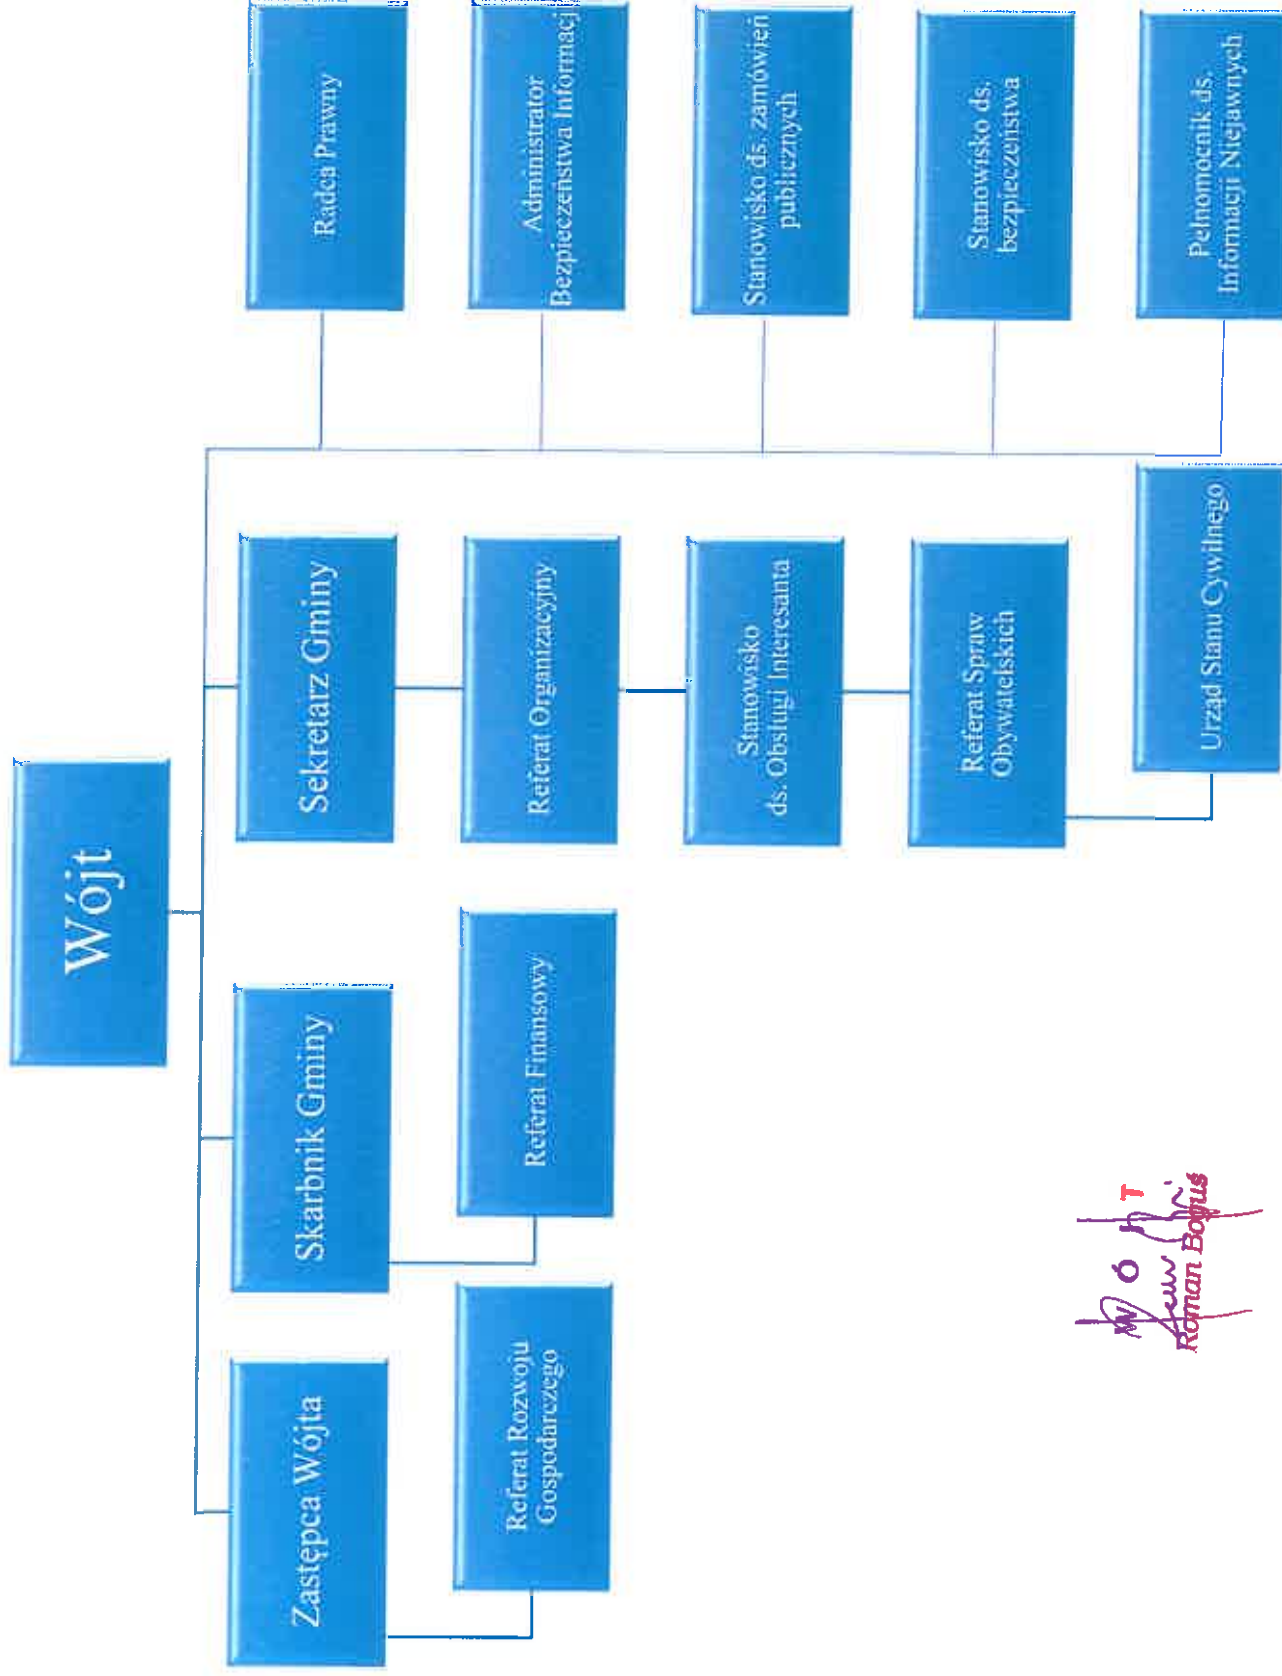 Wójt
Zastępca Wójta
Skarbnik Gminy
Sekretarz Gminy
Radca Prawny
Referat Rozwoju
Gospodarczego
Referat Finansowy
Referat Organizacyjny
Administrator
Bezpieczeństwa Informacji
Stanowisko
ds. Obsługi Interesanta
Stanowisko ds. zamówień
publicznych
Referat Spraw
Obywatelskich
Stanowisko ds.
bezpieczeństwa
Urząd Stanu Cywilnego
Pełnomocnik ds.
Informacji Niejawnych
W Ó J T
Roman Boguś